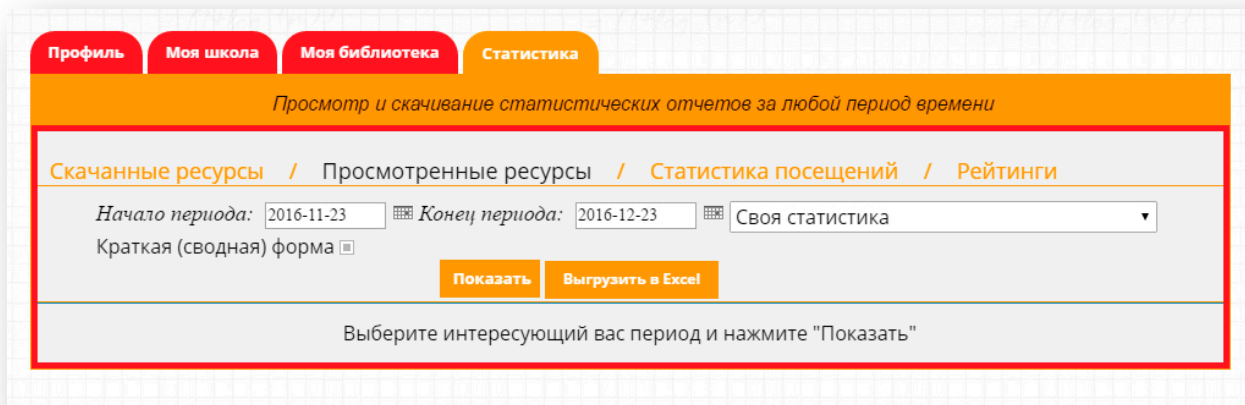 Профиль Моя школа Моя библиотека Статистика
Просмотр и скачивание статистических отчетов за любой период времени
Скачанные ресурсы / Просмотренные ресурсы / Статистика посещений / Рейтинги
Начало периода: 2016-11-23 Конец периода: 2016-12-23 Своя статистика
Краткая (сводная) форма
Показать Выгрузить в Excel
Выберите интересующий вас период и нажмите "Показать"